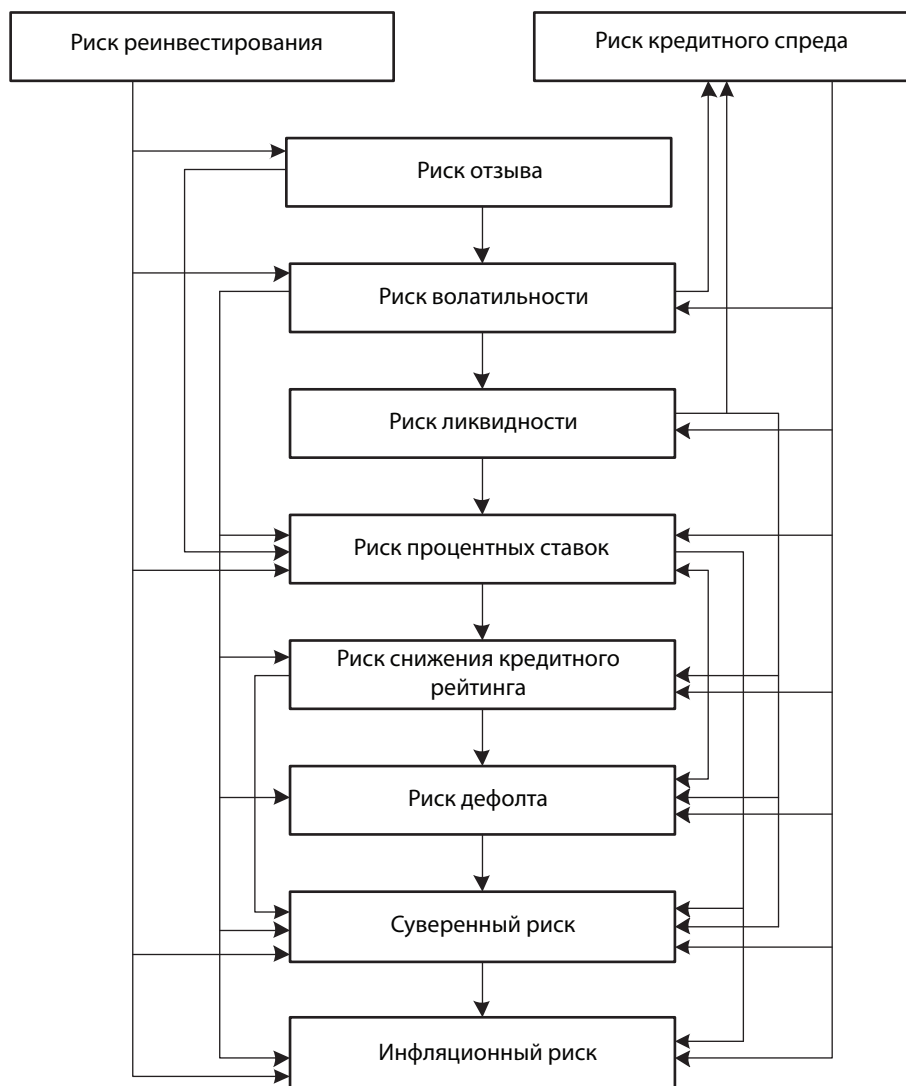 Риск реинвестирования
Риск кредитного спреда
Риск отзыва
Риск волатильности
Риск ликвидности
Риск процентных ставок
Риск снижения кредитного
рейтинга
Риск дефолта
Суверенный риск
Инфляционный риск